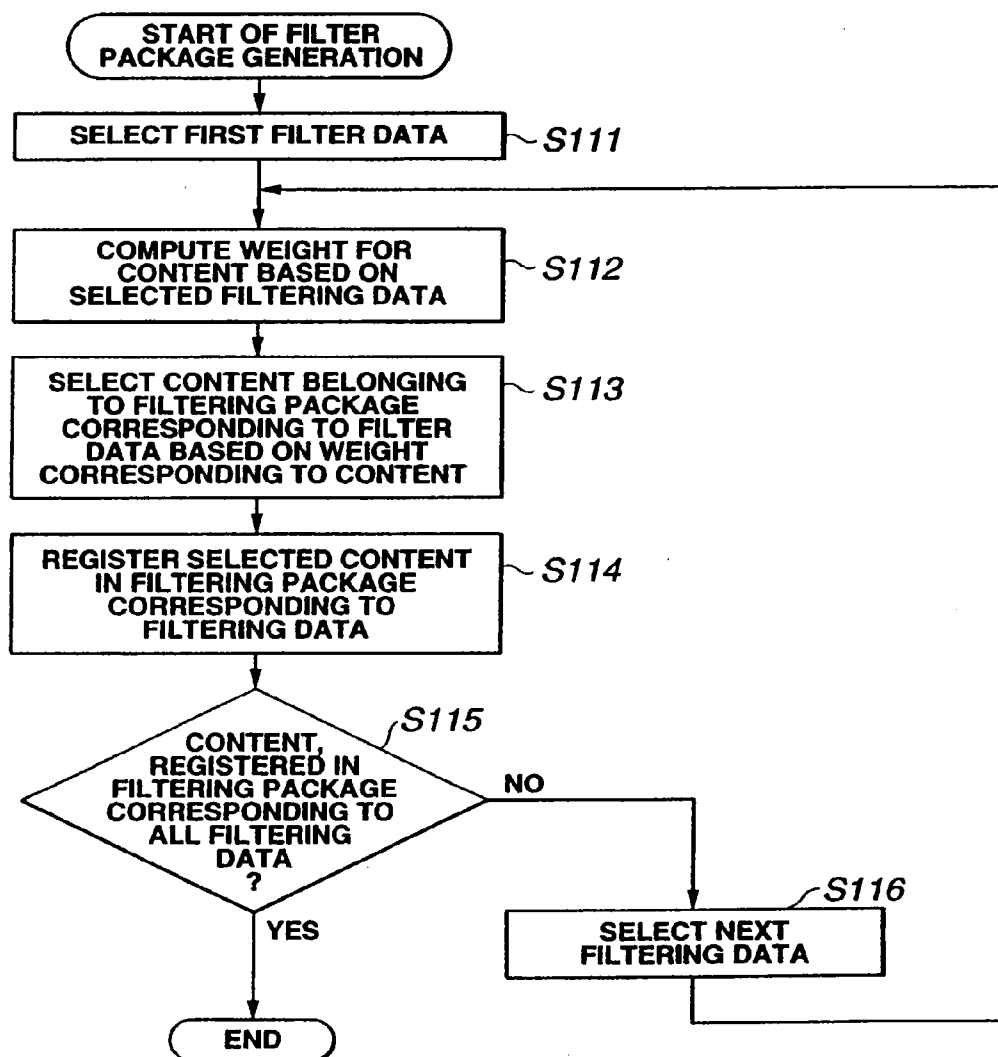 START OF FILTER
PACKAGE GENERATION
SELECT FIRST FILTER DATA
S111
COMPUTE WEIGHT FOR
CONTENT BASED ON
SELECTED FILTERING DATA
S112
SELECT CONTENT BELONGING
TO FILTERING PACKAGE
CORRESPONDING TO FILTER
DATA BASED ON WEIGHT
CORRESPONDING TO CONTENT
S113
REGISTER SELECTED CONTENT
IN FILTERING PACKAGE
CORRESPONDING TO
FILTERING DATA
S114
S115
CONTENT,
REGISTERED IN
FILTERING PACKAGE
CORRESPONDING TO
ALL FILTERING
DATA
?
NO
YES
S116
SELECT NEXT
FILTERING DATA
END